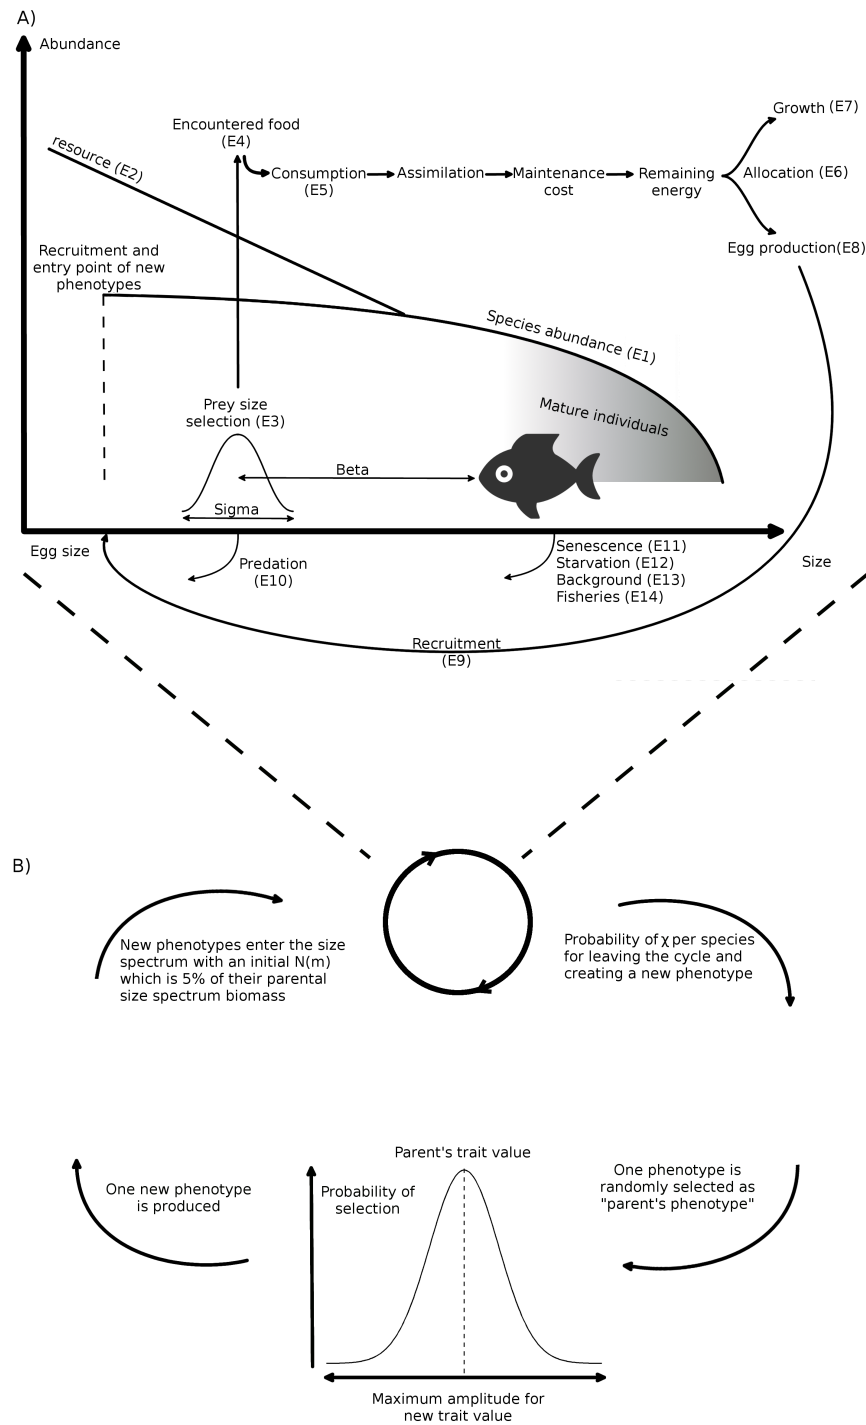 A)
Abundance
resource (E2)
Encountered food
(E4)
Consumption
(E5)
Assimilation
Maintenance
cost
Remaining
energy
Growth (E7)
Allocation (E6)
Egg production(E8)
Recruitment and
entry point of new
phenotypes
Species abundance (E1)
Mature individuals
Prey size
selection (E3)
Beta
Sigma
Egg size
Predation
(E10)
Senescence (E11)
Starvation (E12)
Background (E13)
Fisheries (E14)
Size
Recruitment
(E9)
B)
New phenotypes enter the size
spectrum with an initial N(m)
which is 5% of their parental
size spectrum biomass
Probability of χ per species
for leaving the cycle and
creating a new phenotype
One phenotype is
randomly selected as
"parent's phenotype"
Parent's trait value
Probability of
selection
Maximum amplitude for
new trait value
One new phenotype
is produced